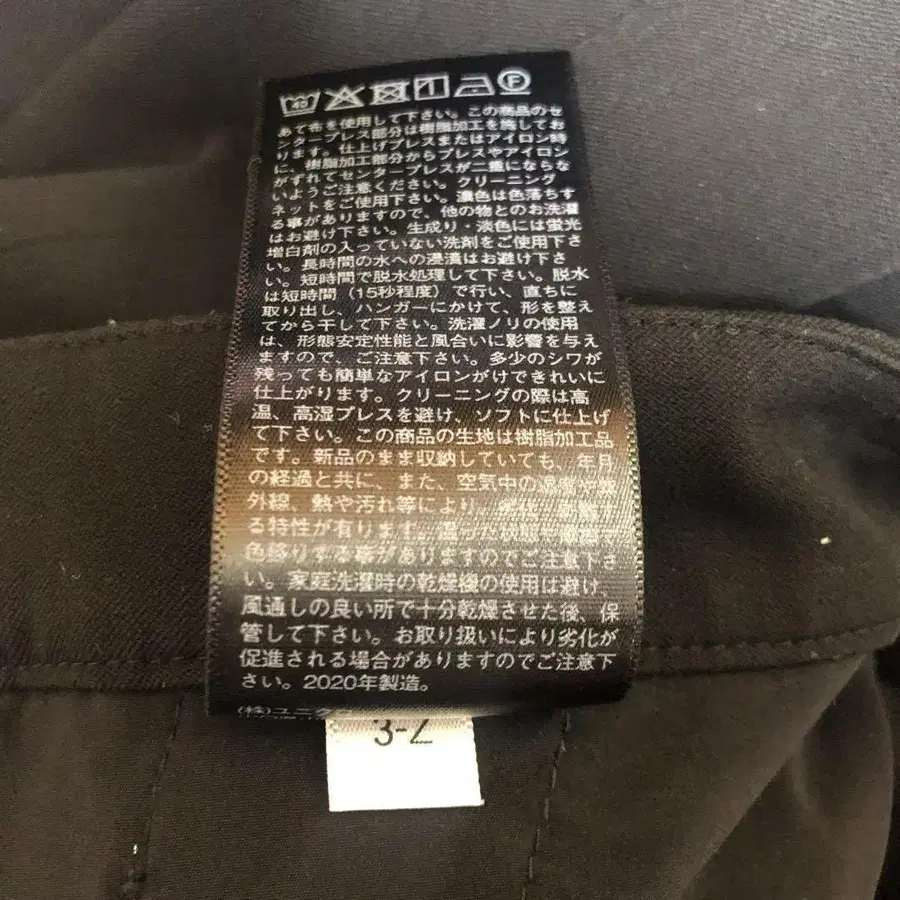 40
F
あて布を使用して下さい。この商品のセ
ンタープレス部分は樹脂加工を施してお
ります。仕上げプレスまたはアイロン時
に、樹脂加工部分からプレスやアイロン
がずれてセンタープレスが二重にならな
いようご注意ください。クリーニング
ネットをご使用下さい。濃色は色落ちす
る事がありますので、他の物とのお洗濯
はお避け下さい。生成り・淡色には蛍光
増白剤の入っていない洗剤をご使用下さ
い。長時間の水への浸漬はお避け下さ
い。短時間で脱水処理して下さい。脱水
は短時間（15秒程度）で行い、直ちに
取り出し、ハンガーにかけて、形を整え
てから干して下さい。洗濯ノリの使用
は、形態安定性能と風合いに影響を与え
ますので、ご注意下さい。多少のシワが
残っても簡単なアイロンがけできれいに
仕上がります。クリーニングの際は高
温、高湿プレスを避け、ソフトに仕上げ
て下さい。この商品の生地は樹脂加工品
です。新品のまま収納していても、年月
の経過と共に、また、空気中の湿度や紫
外線、熱や汚れ等により、
る特性が有ります。湿った状態や
色移りする事がありますのでご注意下さ
い。家庭洗濯時の乾燥機の使用は避け、
風通しの良い所で十分乾燥させた後、保
管して下さい。お取り扱いにより劣化が
促進される場合がありますのでご注意下
さい。2020年製造。
(株)ユニク
3-2